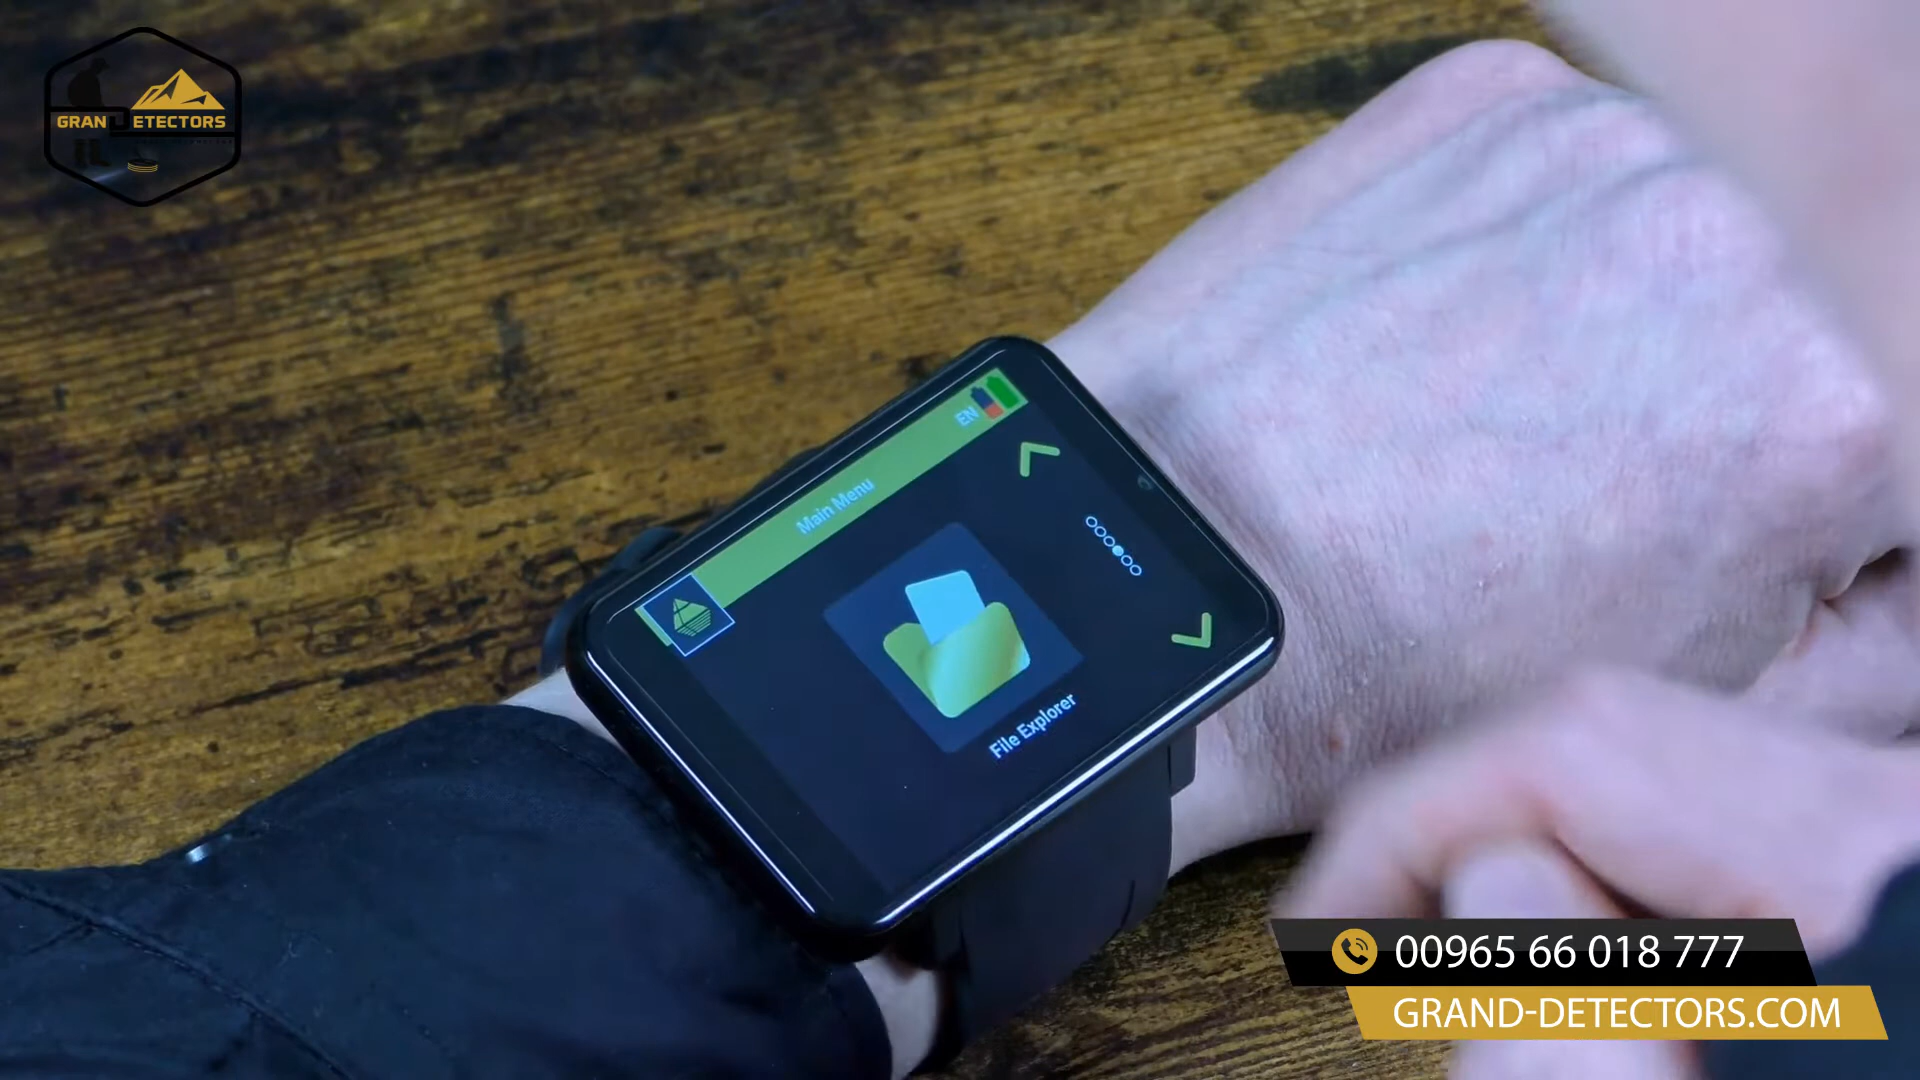 GRAN ETECTORS
EN
Main Menu
File Explorer
00965 66 018 777
GRAND-DETECTORS.COM